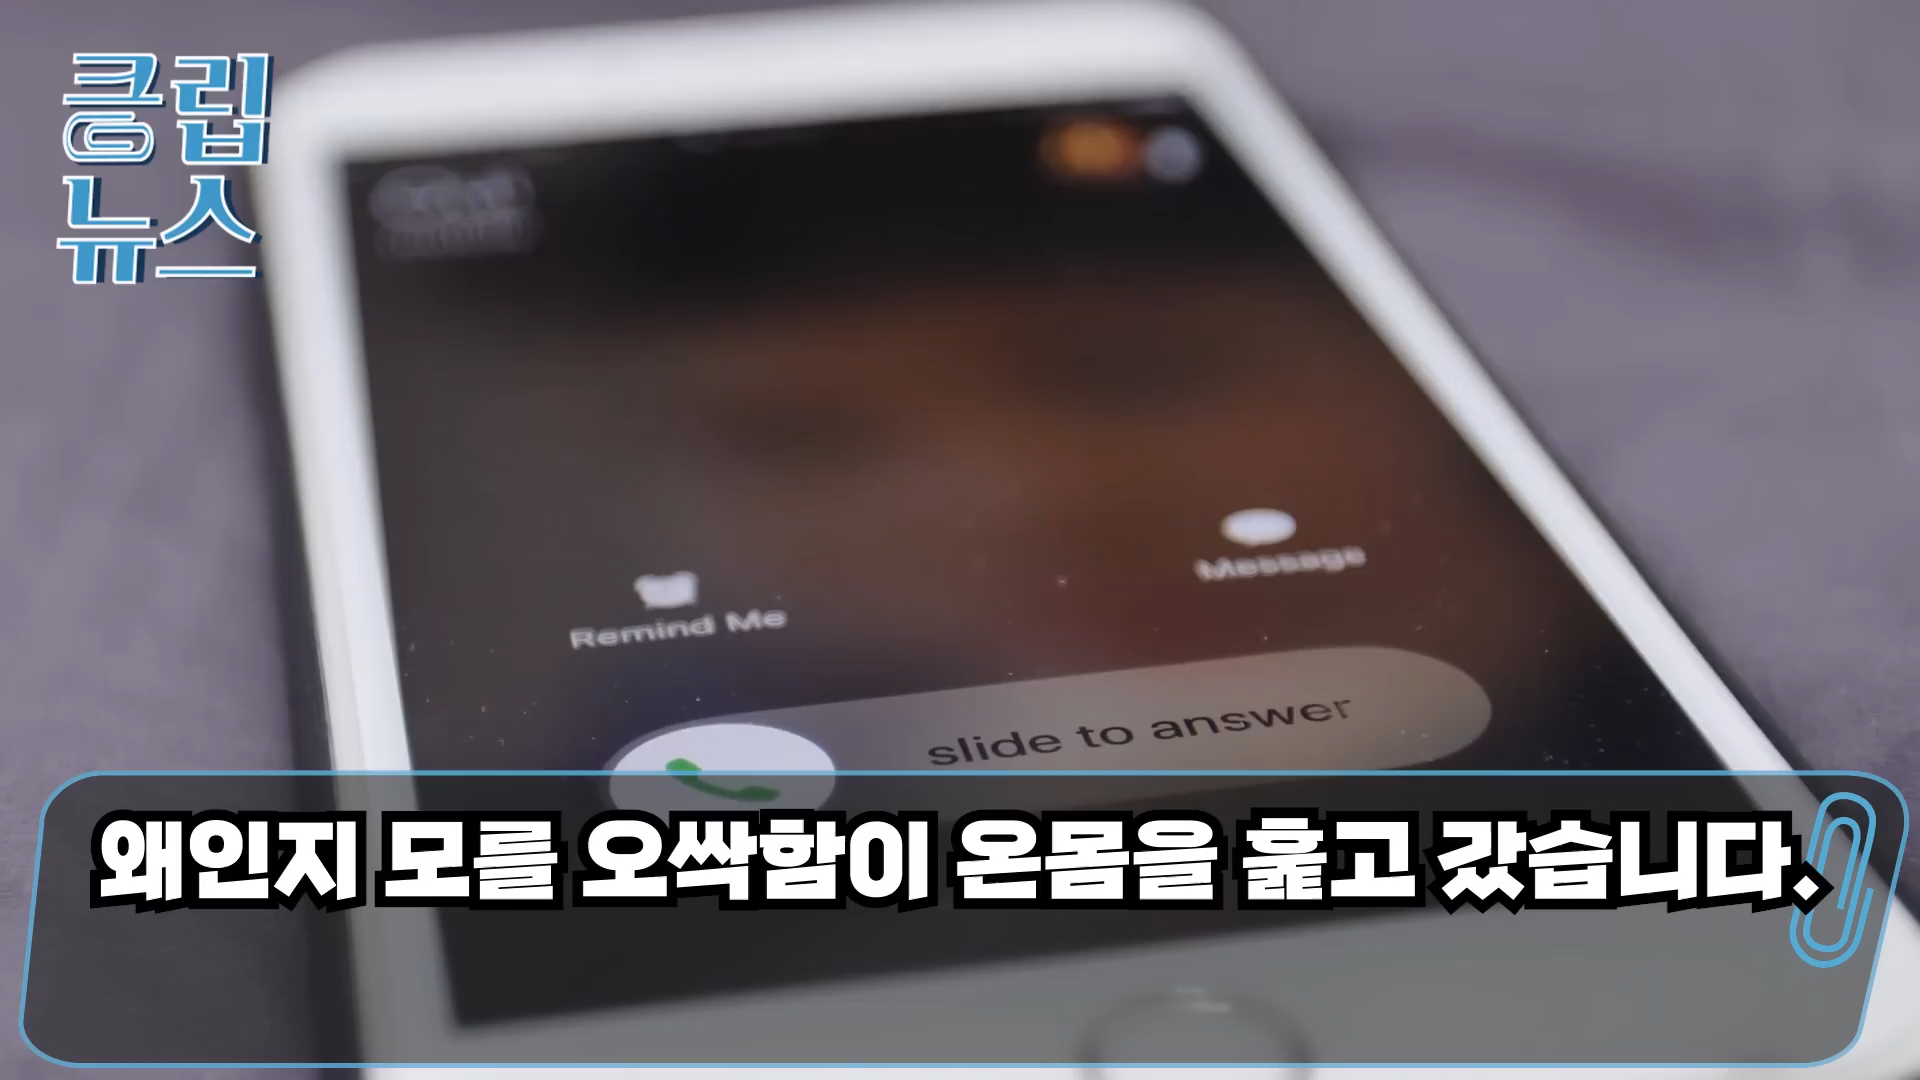 클립
뉴스
Remind Me
Message
slide to answer
왜인지 모를 오싹함이 온몸을 훑고 갔습니다.